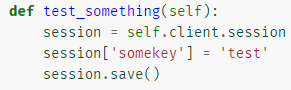 def test_something(self):
    session = self.client.session
    session['somekey'] = 'test'
    session.save()